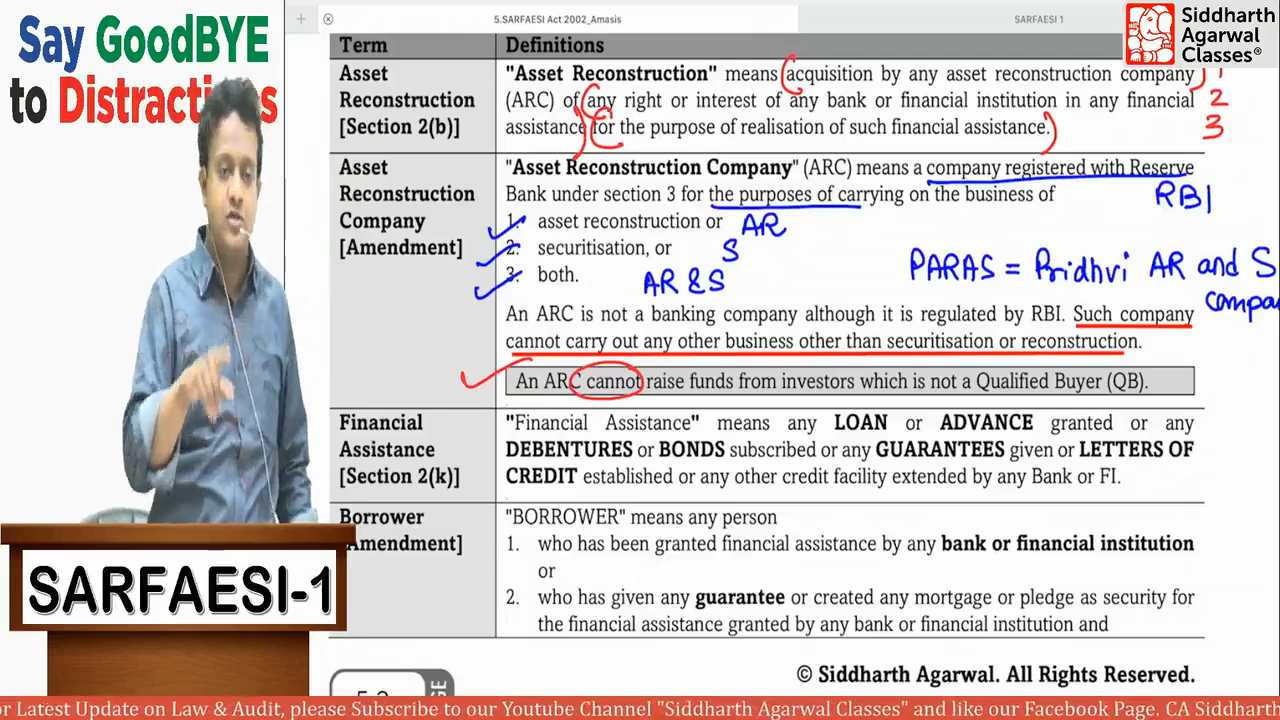 Say GoodBYE
to Distractions
5.SARFAESI Act 2002_Amasis
SARFAESI 1
Siddharth
Agarwal
Classes®
Term
Definitions
Asset
Reconstruction
[Section 2(b)]
"Asset Reconstruction" means acquisition by any asset reconstruction company
(ARC) of any right or interest of any bank or financial institution in any financial
assistance for the purpose of realisation of such financial assistance.
1
2
3
Asset
Reconstruction
Company
[Amendment]
"Asset Reconstruction Company" (ARC) means a company registered with Reserve
Bank under section 3 for the purposes of carrying on the business of
RBI
1. asset reconstruction or AR
2. securitisation, or S
3. both. AR & S
PARAS = Pridhvi AR and S
An ARC is not a banking company although it is regulated by RBI. Such company
cannot carry out any other business other than securitisation or reconstruction.
An ARC cannot raise funds from investors which is not a Qualified Buyer (QB).
Financial
Assistance
[Section 2(k)]
"Financial Assistance" means any LOAN or ADVANCE granted or any
DEBENTURES or BONDS subscribed or any GUARANTEES given or LETTERS OF
CREDIT established or any other credit facility extended by any Bank or FI.
Borrower
Amendment]
"BORROWER" means any person
1. who has been granted financial assistance by any bank or financial institution
or
2. who has given any guarantee or created any mortgage or pledge as security for
the financial assistance granted by any bank or financial institution and
SARFAESI-1
© Siddharth Agarwal. All Rights Reserved.
or Latest Update on Law & Audit, please Subscribe to our Youtube Channel "Siddharth Agarwal Classes" and like our Facebook Page. CA Siddharth